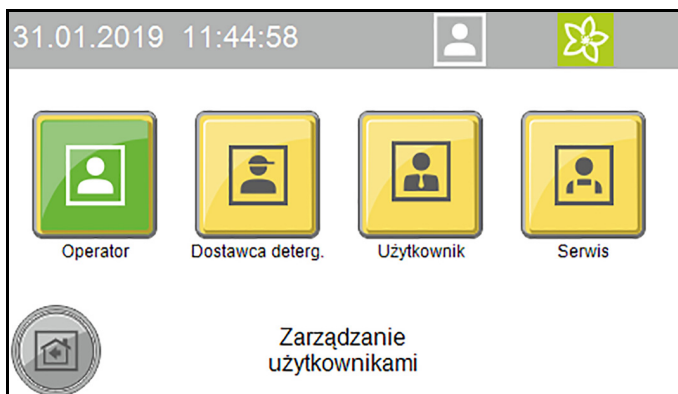 31.01.2019 11:44:58
Operator
Dostawca deterg.
Użytkownik
Serwis
Zarządzanie
użytkownikami